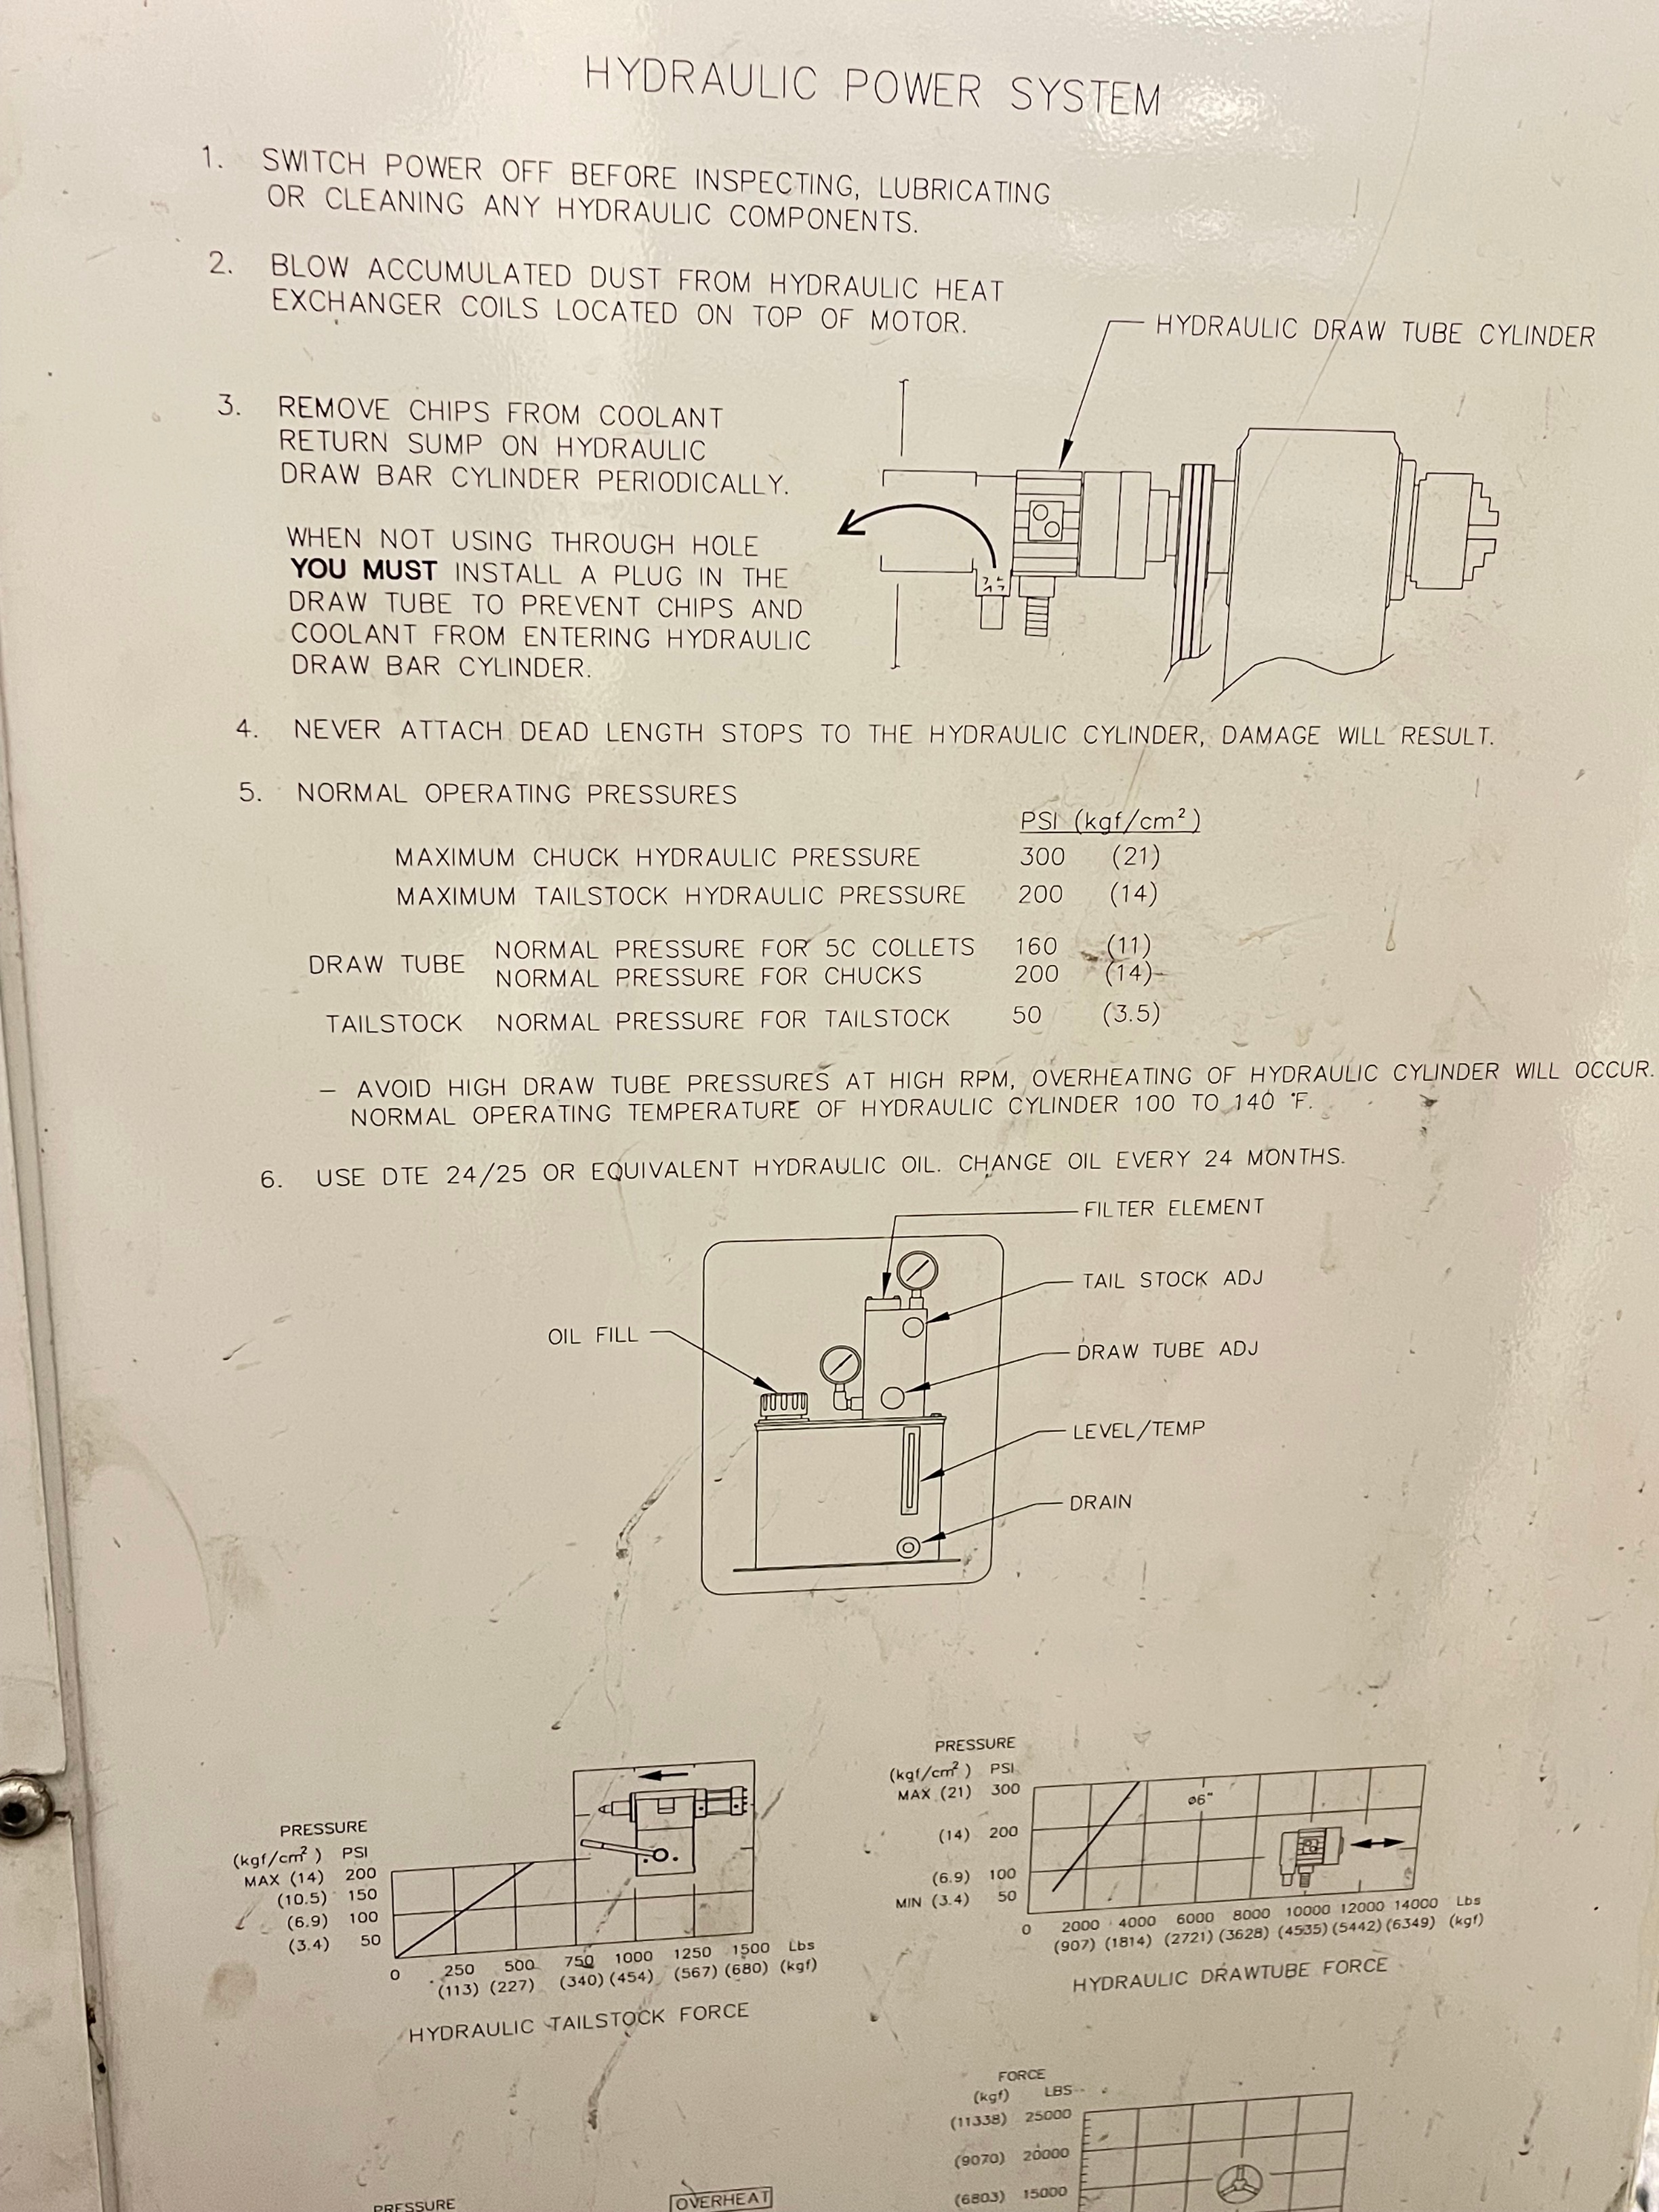 HYDRAULIC POWER SYSTEM
1. SWITCH POWER OFF BEFORE INSPECTING, LUBRICATING
OR CLEANING ANY HYDRAULIC COMPONENTS.
2. BLOW ACCUMULATED DUST FROM HYDRAULIC HEAT
EXCHANGER COILS LOCATED ON TOP OF MOTOR.
HYDRAULIC DRAW TUBE CYLINDER
3. REMOVE CHIPS FROM COOLANT
RETURN SUMP ON HYDRAULIC
DRAW BAR CYLINDER PERIODICALLY.
WHEN NOT USING THROUGH HOLE
YOU MUST INSTALL A PLUG IN THE
DRAW TUBE TO PREVENT CHIPS AND
COOLANT FROM ENTERING HYDRAULIC
DRAW BAR CYLINDER.
4. NEVER ATTACH DEAD LENGTH STOPS TO THE HYDRAULIC CYLINDER, DAMAGE WILL RESULT.
5. NORMAL OPERATING PRESSURES
PSI (kgf/cm²)
MAXIMUM CHUCK HYDRAULIC PRESSURE 300 (21)
MAXIMUM TAILSTOCK HYDRAULIC PRESSURE 200 (14)
DRAW TUBE
NORMAL PRESSURE FOR 5C COLLETS 160 (11)
NORMAL PRESSURE FOR CHUCKS 200 (14)
TAILSTOCK NORMAL PRESSURE FOR TAILSTOCK 50 (3.5)
– AVOID HIGH DRAW TUBE PRESSURES AT HIGH RPM, OVERHEATING OF HYDRAULIC CYLINDER WILL OCCUR.
NORMAL OPERATING TEMPERATURE OF HYDRAULIC CYLINDER 100 TO 140 °F.
6. USE DTE 24/25 OR EQUIVALENT HYDRAULIC OIL. CHANGE OIL EVERY 24 MONTHS.
FILTER ELEMENT
TAIL STOCK ADJ
OIL FILL
DRAW TUBE ADJ
LEVEL/TEMP
DRAIN
PRESSURE
(kgf/cm²) PSI
MAX (14) 200
(10.5) 150
(6.9) 100
(3.4) 50
0 250 500 750 1000 1250 1500 Lbs
(113) (227) (340) (454) (567) (680) (kgf)
HYDRAULIC TAILSTOCK FORCE
PRESSURE
(kgf/cm²) PSI
MAX (21) 300
ø6"
(14) 200
(6.9) 100
MIN (3.4) 50
0 2000 4000 6000 8000 10000 12000 14000 Lbs
(907) (1814) (2721) (3628) (4535) (5442) (6349) (kgf)
HYDRAULIC DRAWTUBE FORCE
FORCE
(kgf) LBS
(11338) 25000
(9070) 20000
(6803) 15000
PRESSURE
OVERHEAT